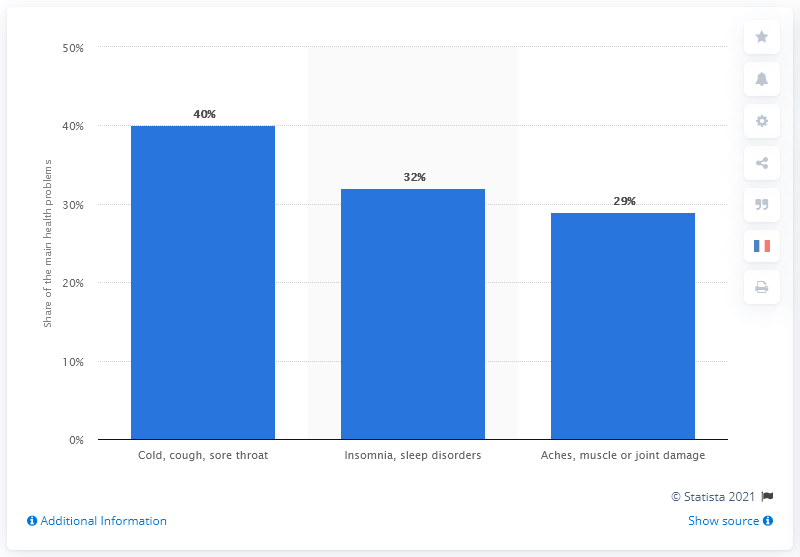 50%
40%
30%
20%
10%
0%
Share of the main health problems
40%
32%
29%
Cold, cough, sore throat
Insomnia, sleep disorders
Aches, muscle or joint damage
© Statista 2021
Additional Information
Show source